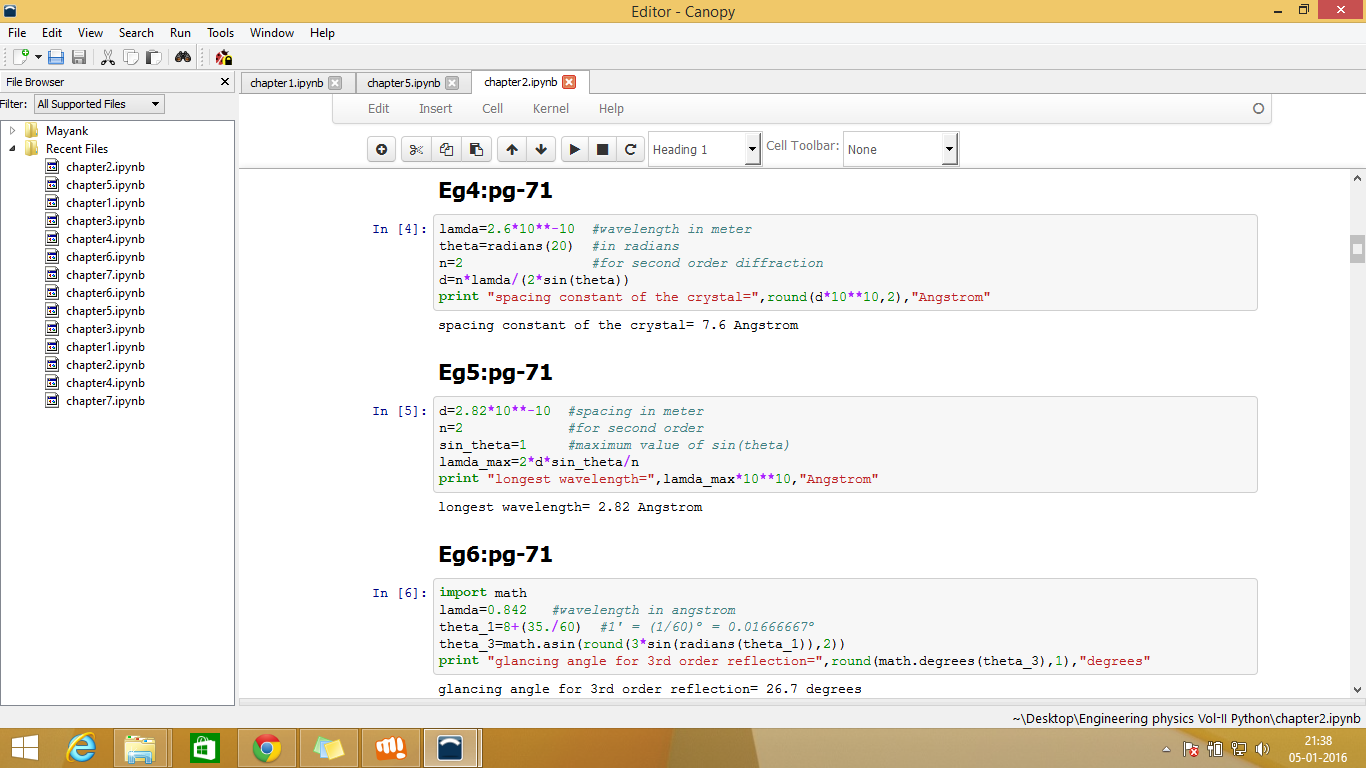 Editor - Canopy
File Edit View Search Run Tools Window Help
File Browser
Filter: All Supported Files
Mayank
Recent Files
chapter2.ipynb
chapter5.ipynb
chapter1.ipynb
chapter3.ipynb
chapter4.ipynb
chapter6.ipynb
chapter7.ipynb
chapter6.ipynb
chapter5.ipynb
chapter3.ipynb
chapter1.ipynb
chapter2.ipynb
chapter4.ipynb
chapter7.ipynb
chapter1.ipynb chapter5.ipynb chapter2.ipynb
Edit Insert Cell Kernel Help
Heading 1 Cell Toolbar: None
Eg4:pg-71
In [4]: lamda=2.6*10**-10 #wavelength in meter
theta=radians(20) #in radians
n=2 #for second order diffraction
d=n*lamda/(2*sin(theta))
print "spacing constant of the crystal=",round(d*10**10,2),"Angstrom"
spacing constant of the crystal= 7.6 Angstrom
Eg5:pg-71
In [5]: d=2.82*10**-10 #spacing in meter
n=2 #for second order
sin_theta=1 #maximum value of sin(theta)
lamda_max=2*d*sin_theta/n
print "longest wavelength=",lamda_max*10**10,"Angstrom"
longest wavelength= 2.82 Angstrom
Eg6:pg-71
In [6]: import math
lamda=0.842 #wavelength in angstrom
theta_1=8+(35./60) #1' = (1/60)° = 0.01666667°
theta_3=math.asin(round(3*sin(radians(theta_1)),2))
print "glancing angle for 3rd order reflection=",round(math.degrees(theta_3),1),"degrees"
glancing angle for 3rd order reflection= 26.7 degrees
~\Desktop\Engineering physics Vol-II Python\chapter2.ipynb
21:38
05-01-2016